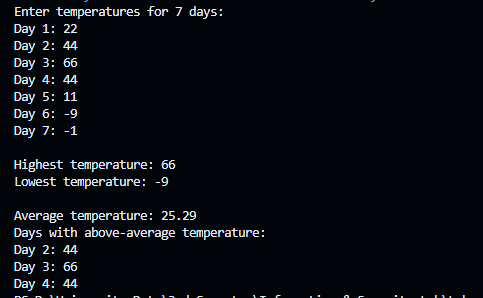 Enter temperatures for 7 days:
Day 1: 22
Day 2: 44
Day 3: 66
Day 4: 44
Day 5: 11
Day 6: -9
Day 7: -1
Highest temperature: 66
Lowest temperature: -9
Average temperature: 25.29
Days with above-average temperature:
Day 2: 44
Day 3: 66
Day 4: 44